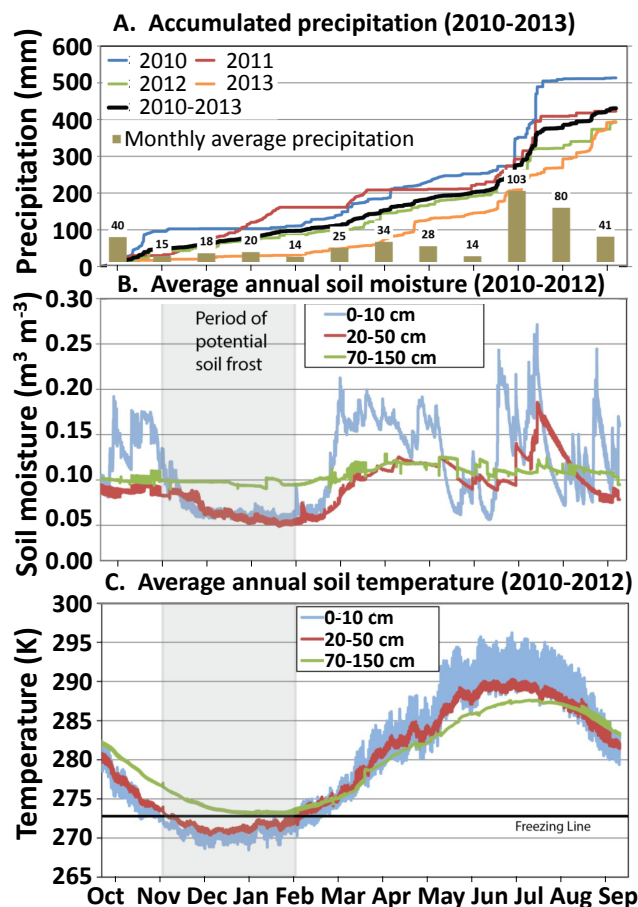 A. Accumulated precipitation (2010-2013)
Precipitation (mm)
600
500
400
300
200
100
0
2010
2011
2012
2013
2010-2013
Monthly average precipitation
40
15
18
20
14
25
34
28
14
103
80
41
B. Average annual soil moisture (2010-2012)
Soil moisture (m³ m⁻³)
0.30
0.25
0.20
0.15
0.10
0.05
0.00
Period of
potential
soil frost
0-10 cm
20-50 cm
70-150 cm
C. Average annual soil temperature (2010-2012)
Temperature (K)
300
295
290
285
280
275
270
265
0-10 cm
20-50 cm
70-150 cm
Freezing Line
Oct Nov Dec Jan Feb Mar Apr May Jun Jul Aug Sep